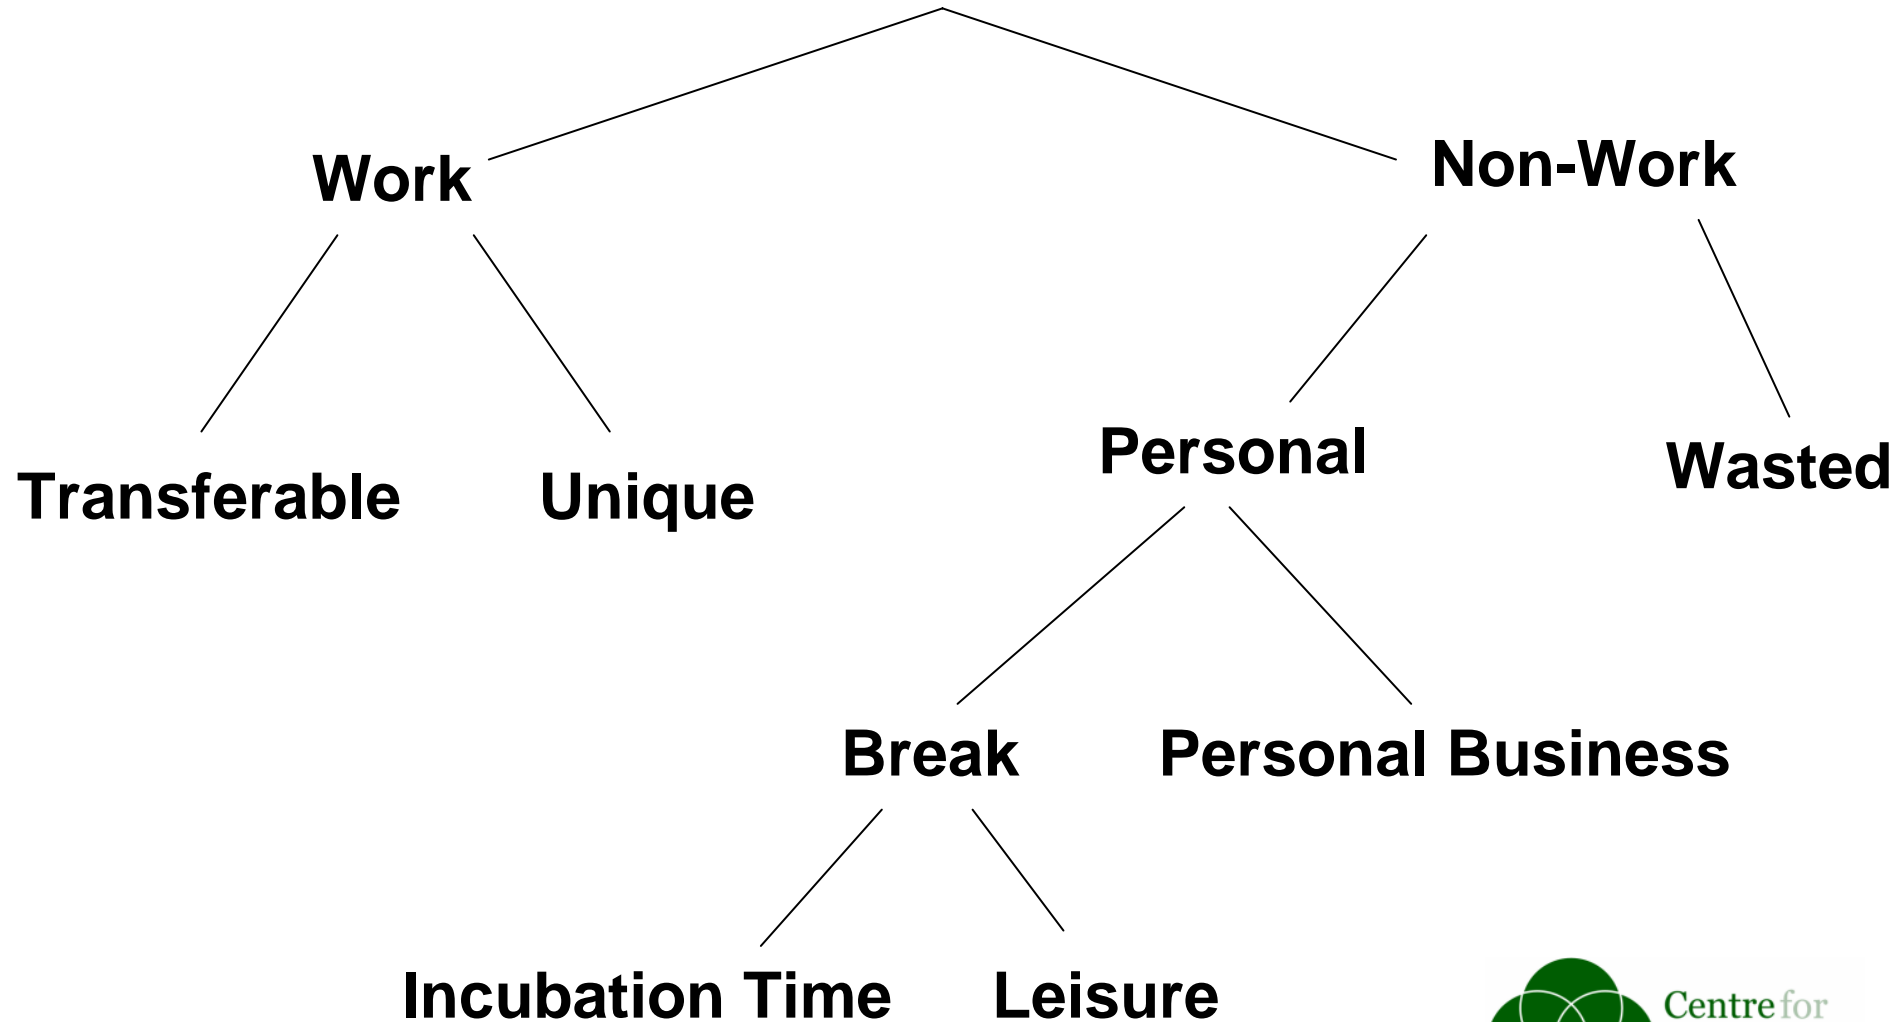 Work
Non-Work
Transferable
Unique
Personal
Wasted
Break
Personal Business
Incubation Time
Leisure
Centre for